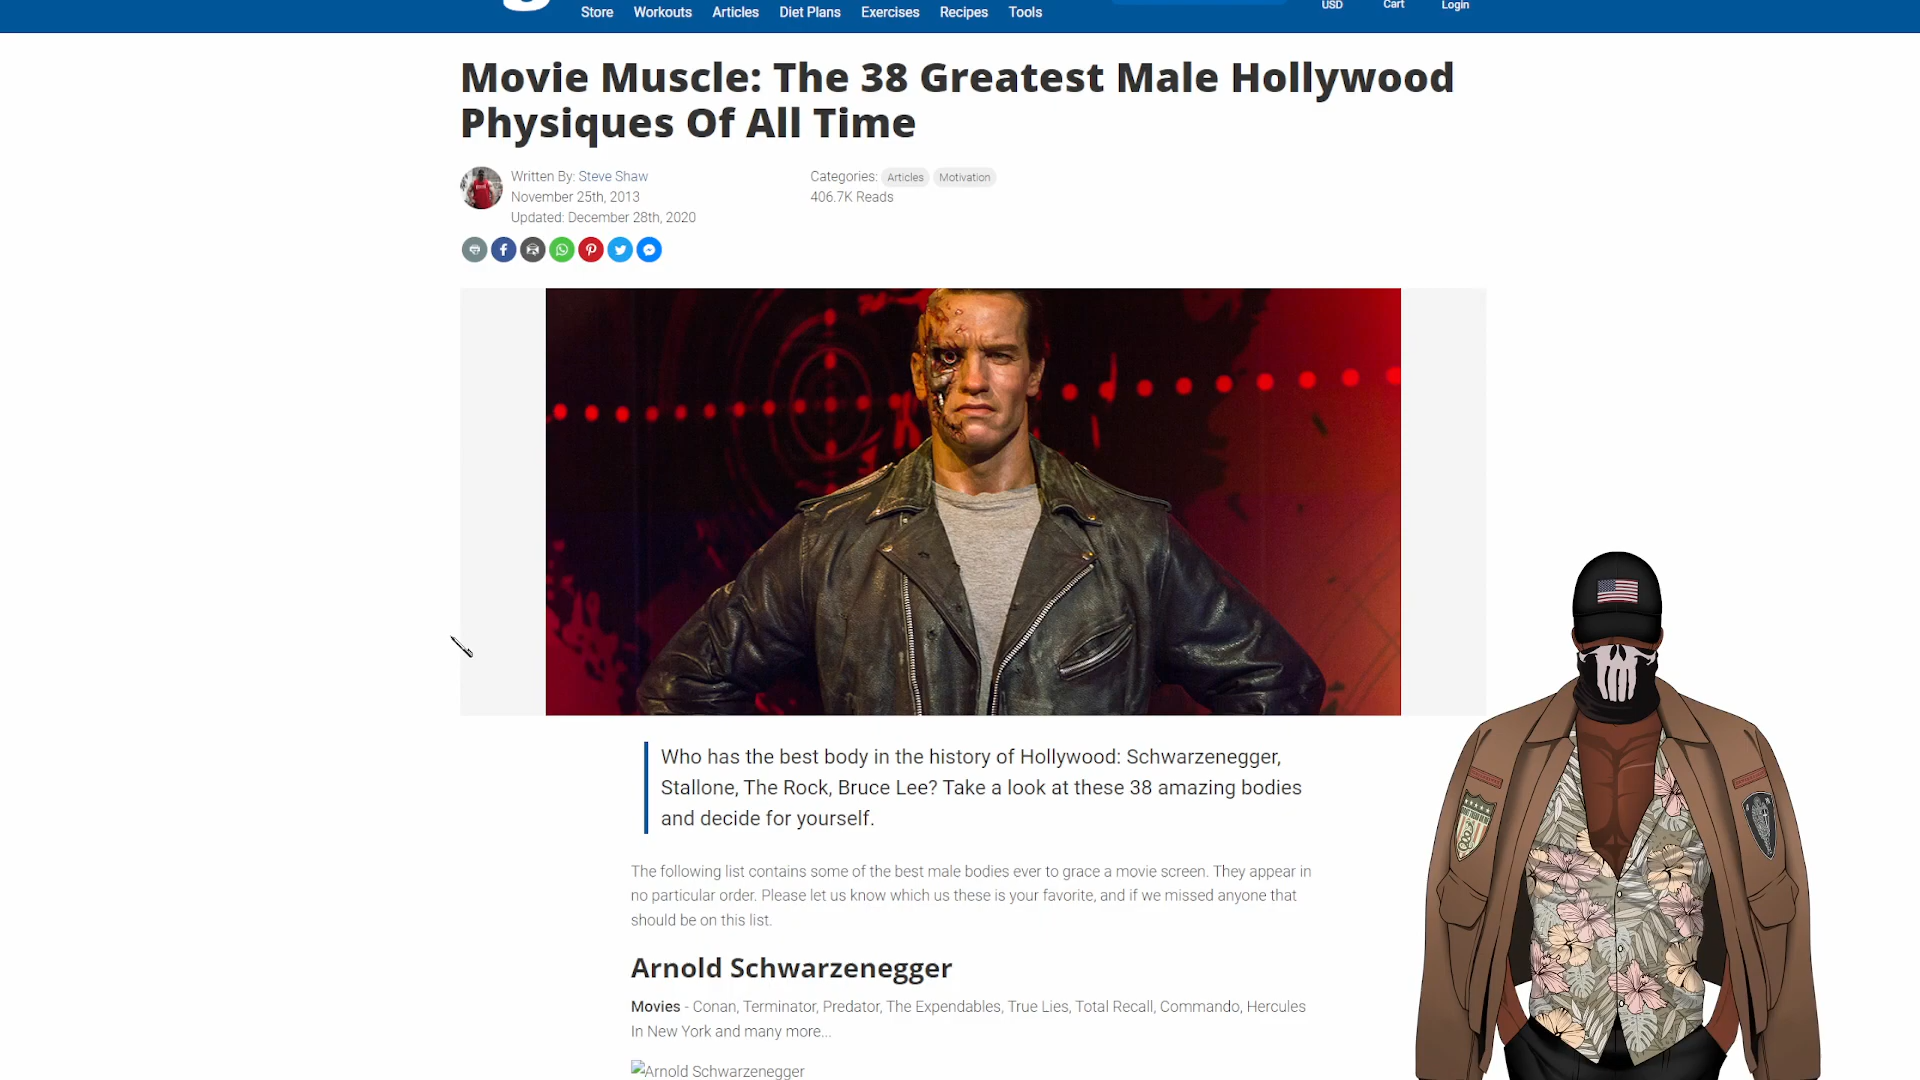 Store Workouts Articles Diet Plans Exercises Recipes Tools USD Cart Login
Movie Muscle: The 38 Greatest Male Hollywood
Physiques Of All Time
Written By: Steve Shaw
November 25th, 2013
Updated: December 28th, 2020
Categories: Articles Motivation
406.7K Reads
Who has the best body in the history of Hollywood: Schwarzenegger,
Stallone, The Rock, Bruce Lee? Take a look at these 38 amazing bodies
and decide for yourself.
The following list contains some of the best male bodies ever to grace a movie screen. They appear in
no particular order. Please let us know which us these is your favorite, and if we missed anyone that
should be on this list.
Arnold Schwarzenegger
Movies - Conan, Terminator, Predator, The Expendables, True Lies, Total Recall, Commando, Hercules
In New York and many more...
Arnold Schwarzenegger